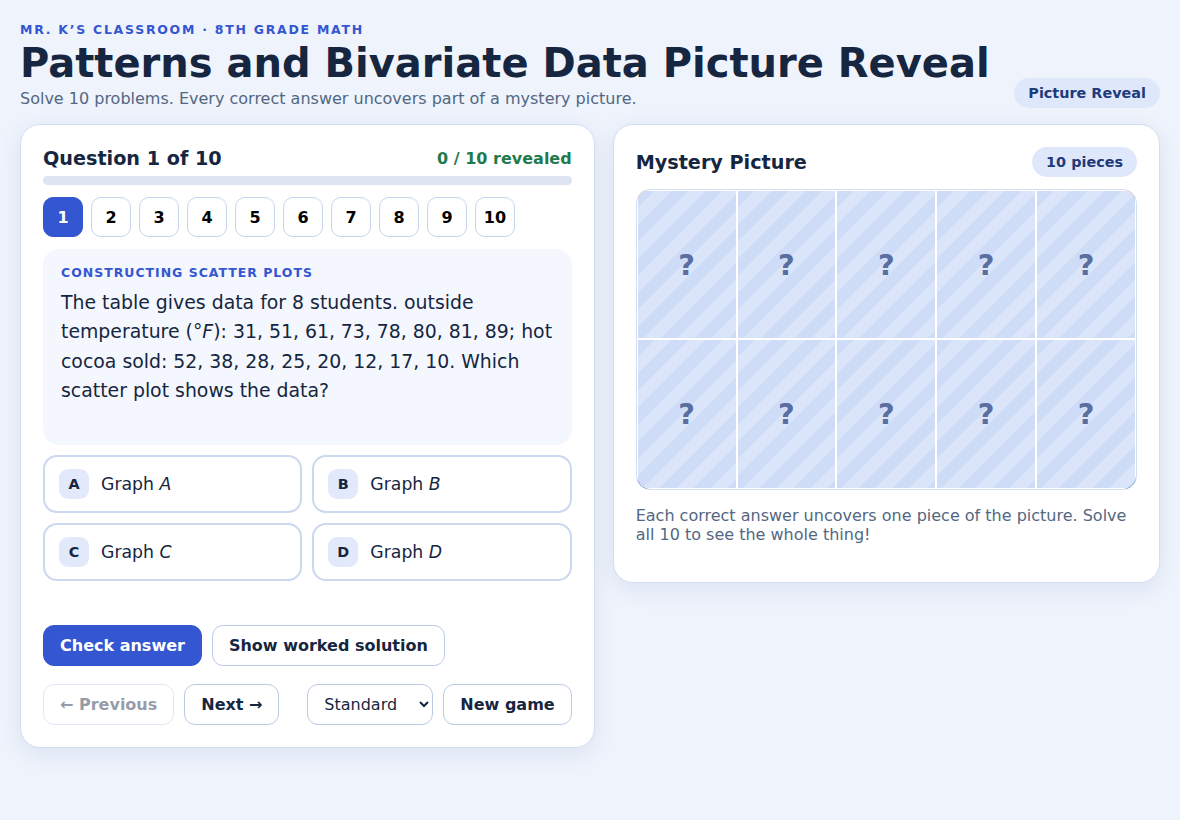 MR. K’S CLASSROOM · 8TH GRADE MATH
Patterns and Bivariate Data Picture Reveal
Solve 10 problems. Every correct answer uncovers part of a mystery picture.
Picture Reveal
Question 1 of 10
0 / 10 revealed
1 2 3 4 5 6 7 8 9 10
CONSTRUCTING SCATTER PLOTS
The table gives data for 8 students. outside
temperature (°F): 31, 51, 61, 73, 78, 80, 81, 89; hot
cocoa sold: 52, 38, 28, 25, 20, 12, 17, 10. Which
scatter plot shows the data?
A Graph A
B Graph B
C Graph C
D Graph D
Check answer
Show worked solution
← Previous
Next →
Standard
New game
Mystery Picture
10 pieces
? ? ? ? ?
? ? ? ? ?
Each correct answer uncovers one piece of the picture. Solve
all 10 to see the whole thing!